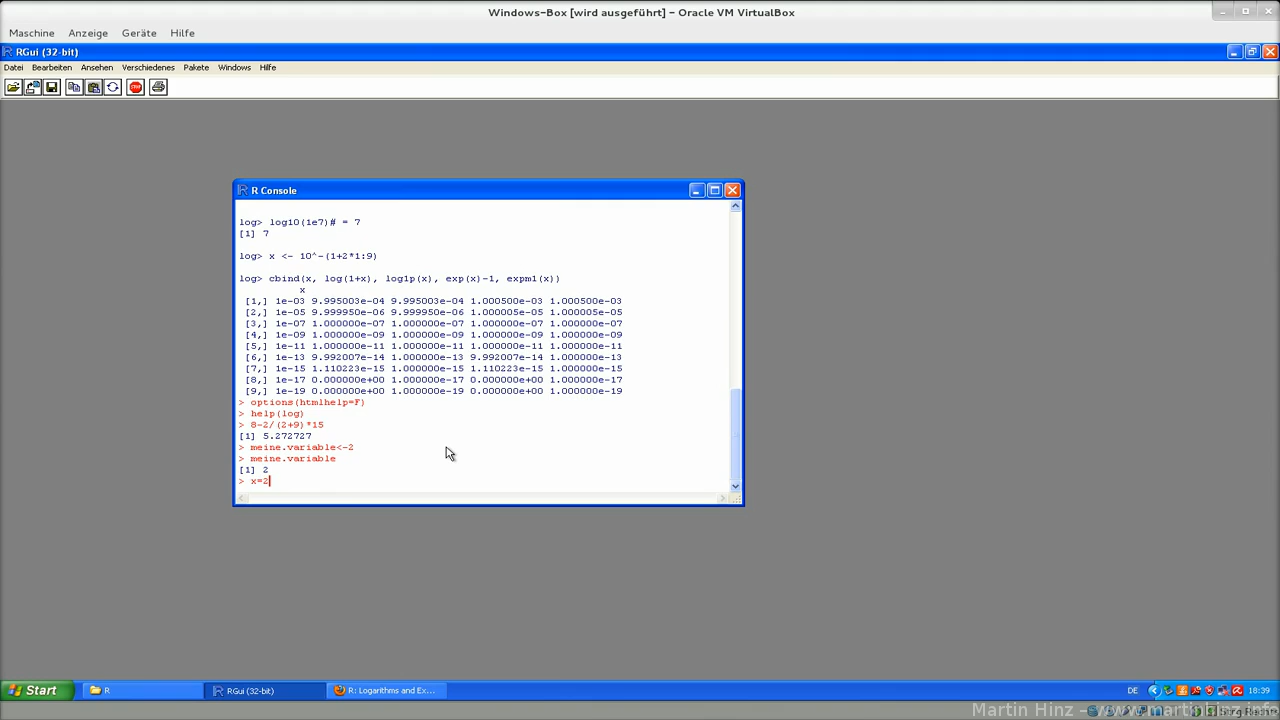 Windows-Box [wird ausgeführt] - Oracle VM VirtualBox
Maschine Anzeige Geräte Hilfe
RGui (32-bit)
Datei Bearbeiten Ansehen Verschiedenes Pakete Windows Hilfe
STOP
R Console
log> log10(1e7)# = 7
[1] 7
log> x <- 10^-(1+2*1:9)
log> cbind(x, log(1+x), log1p(x), exp(x)-1, expm1(x))
x
[1,] 1e-03 9.995003e-04 9.995003e-04 1.000500e-03 1.000500e-03
[2,] 1e-05 9.999950e-06 9.999950e-06 1.000005e-05 1.000005e-05
[3,] 1e-07 1.000000e-07 1.000000e-07 1.000000e-07 1.000000e-07
[4,] 1e-09 1.000000e-09 1.000000e-09 1.000000e-09 1.000000e-09
[5,] 1e-11 1.000000e-11 1.000000e-11 1.000000e-11 1.000000e-11
[6,] 1e-13 9.992007e-14 1.000000e-13 9.992007e-14 1.000000e-13
[7,] 1e-15 1.110223e-15 1.000000e-15 1.110223e-15 1.000000e-15
[8,] 1e-17 0.000000e+00 1.000000e-17 0.000000e+00 1.000000e-17
[9,] 1e-19 0.000000e+00 1.000000e-19 0.000000e+00 1.000000e-19
> options(htmlhelp=F)
> help(log)
> 8-2/(2+9)*15
[1] 5.272727
> meine.variable<-2
> meine.variable
[1] 2
> x=2
Start R RGui (32-bit) R: Logarithms and Ex... DE 18:39
Martin Hinz - www.martinhinz.info
Strg Rechts